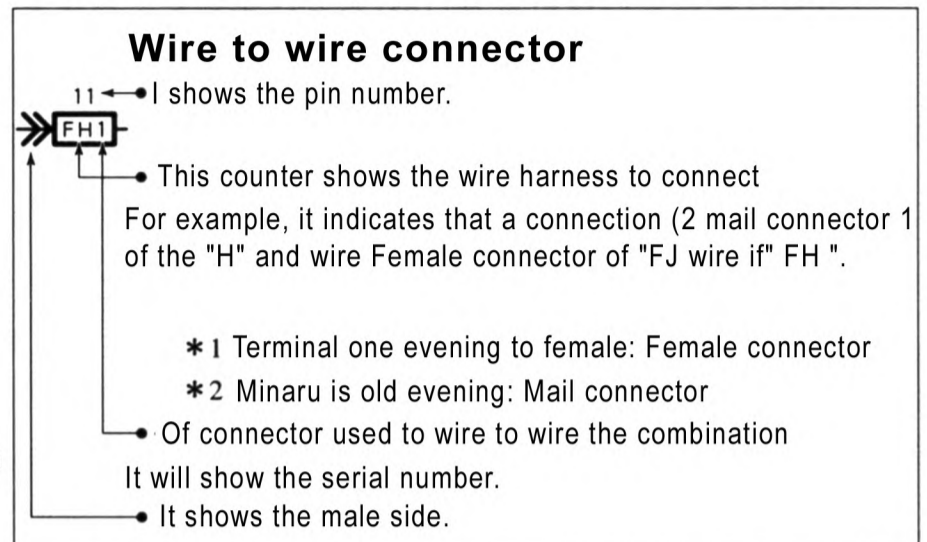 Wire to wire connector
11 I shows the pin number.
FH1
This counter shows the wire harness to connect
For example, it indicates that a connection (2 mail connector 1
of the "H" and wire Female connector of "FJ wire if" FH ".
*1 Terminal one evening to female: Female connector
*2 Minaru is old evening: Mail connector
Of connector used to wire to wire the combination
It will show the serial number.
It shows the male side.